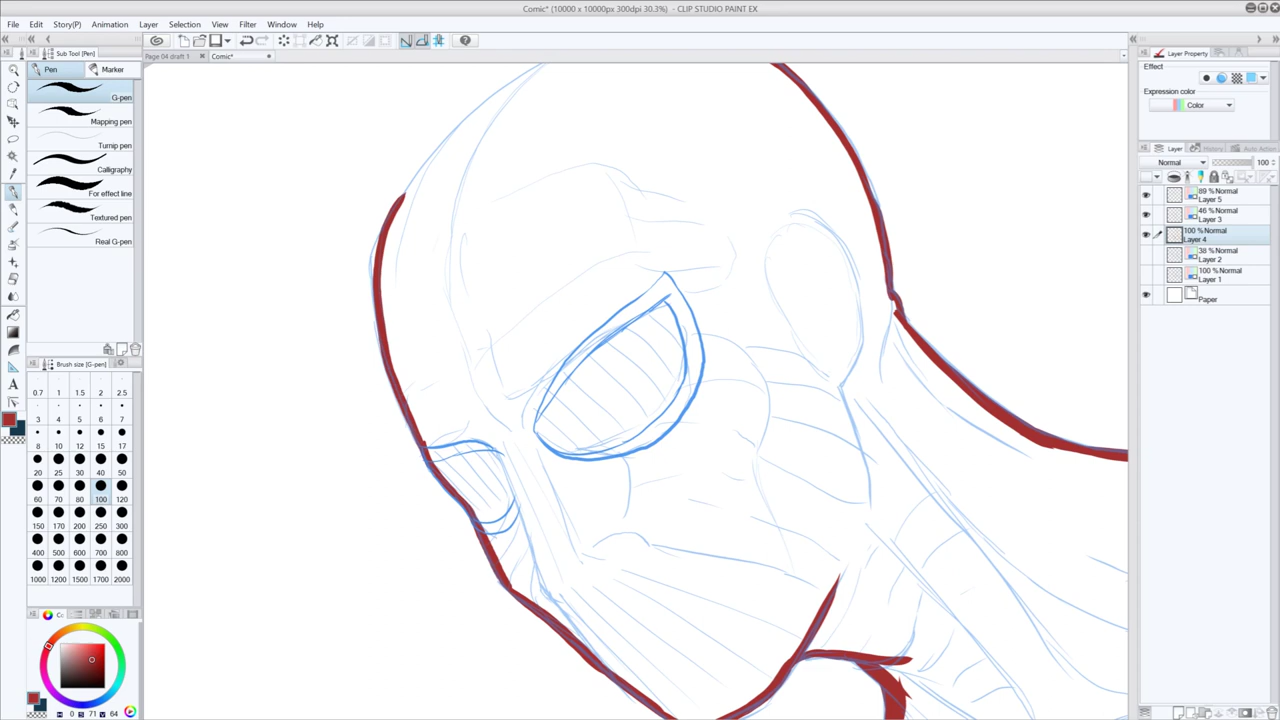 Comic* (10000 x 10000px 300dpi 30.3%) - CLIP STUDIO PAINT EX
File Edit Story(P) Animation Layer Selection View Filter Window Help
Sub Tool [Pen]
Page 04 draft 1
Comic*
Pen
Marker
G-pen
Mapping pen
Turnip pen
Calligraphy
For effect line
Textured pen
Real G-pen
Brush size [G-pen]
0.7 1 1.5 2 2.5
3 4 5 6 7
8 10 12 15 17
20 25 30 40 50
60 70 80 100 120
150 170 200 250 300
400 500 600 700 800
1000 1200 1500 1700 2000
H 0 S 71 V 64
Layer Property
Effect
Expression color
Color
Layer
History
Auto Action
Normal
100
89 % Normal
Layer 5
46 % Normal
Layer 3
100 % Normal
Layer 4
38 % Normal
Layer 2
100 % Normal
Layer 1
Paper